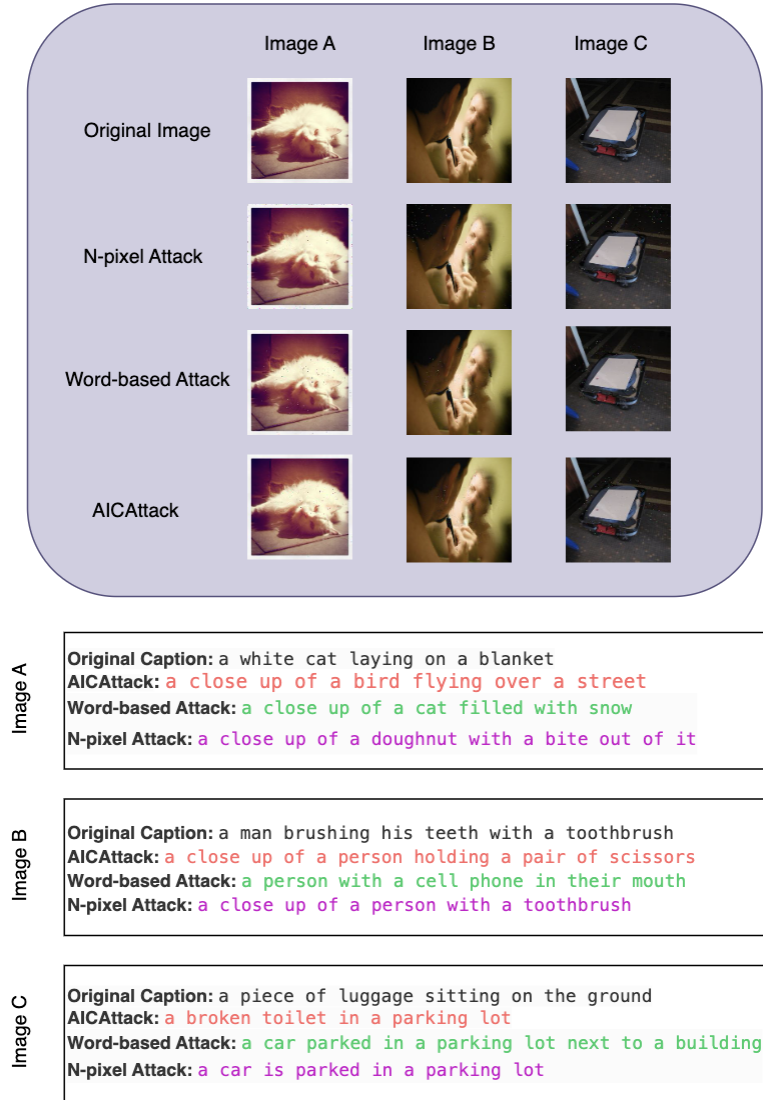 Image A Image B Image C
Original Image
N-pixel Attack
Word-based Attack
AICAttack
Image A
Original Caption: a white cat laying on a blanket
AICAttack: a close up of a bird flying over a street
Word-based Attack: a close up of a cat filled with snow
N-pixel Attack: a close up of a doughnut with a bite out of it
Image B
Original Caption: a man brushing his teeth with a toothbrush
AICAttack: a close up of a person holding a pair of scissors
Word-based Attack: a person with a cell phone in their mouth
N-pixel Attack: a close up of a person with a toothbrush
Image C
Original Caption: a piece of luggage sitting on the ground
AICAttack: a broken toilet in a parking lot
Word-based Attack: a car parked in a parking lot next to a building
N-pixel Attack: a car is parked in a parking lot